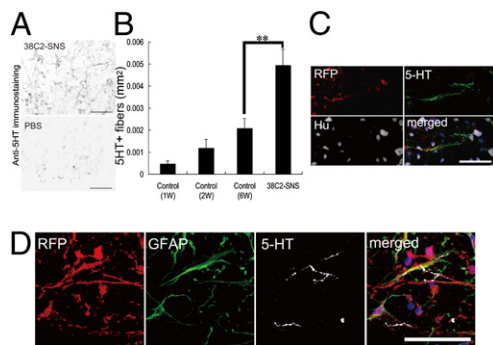 A
38C2-SNS
PBS
Anti-5HT immunostaining
B
5HT+ fibers (mm2)
0.006
0.005
0.004
0.003
0.002
0.001
0
**
Control
(1W)
Control
(2W)
Control
(6W)
38C2-SNS
C
RFP
5-HT
Hu
merged
D
RFP
GFAP
5-HT
merged